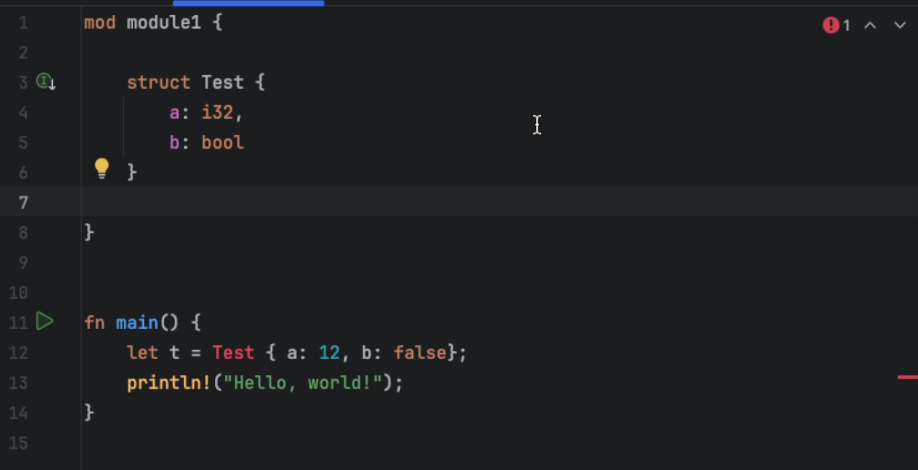 1 mod module1 {
1
2
3 struct Test {
4 a: i32,
5 b: bool
6 }
7
8 }
9
10
11 fn main() {
12 let t = Test { a: 12, b: false};
13 println!("Hello, world!");
14 }
15